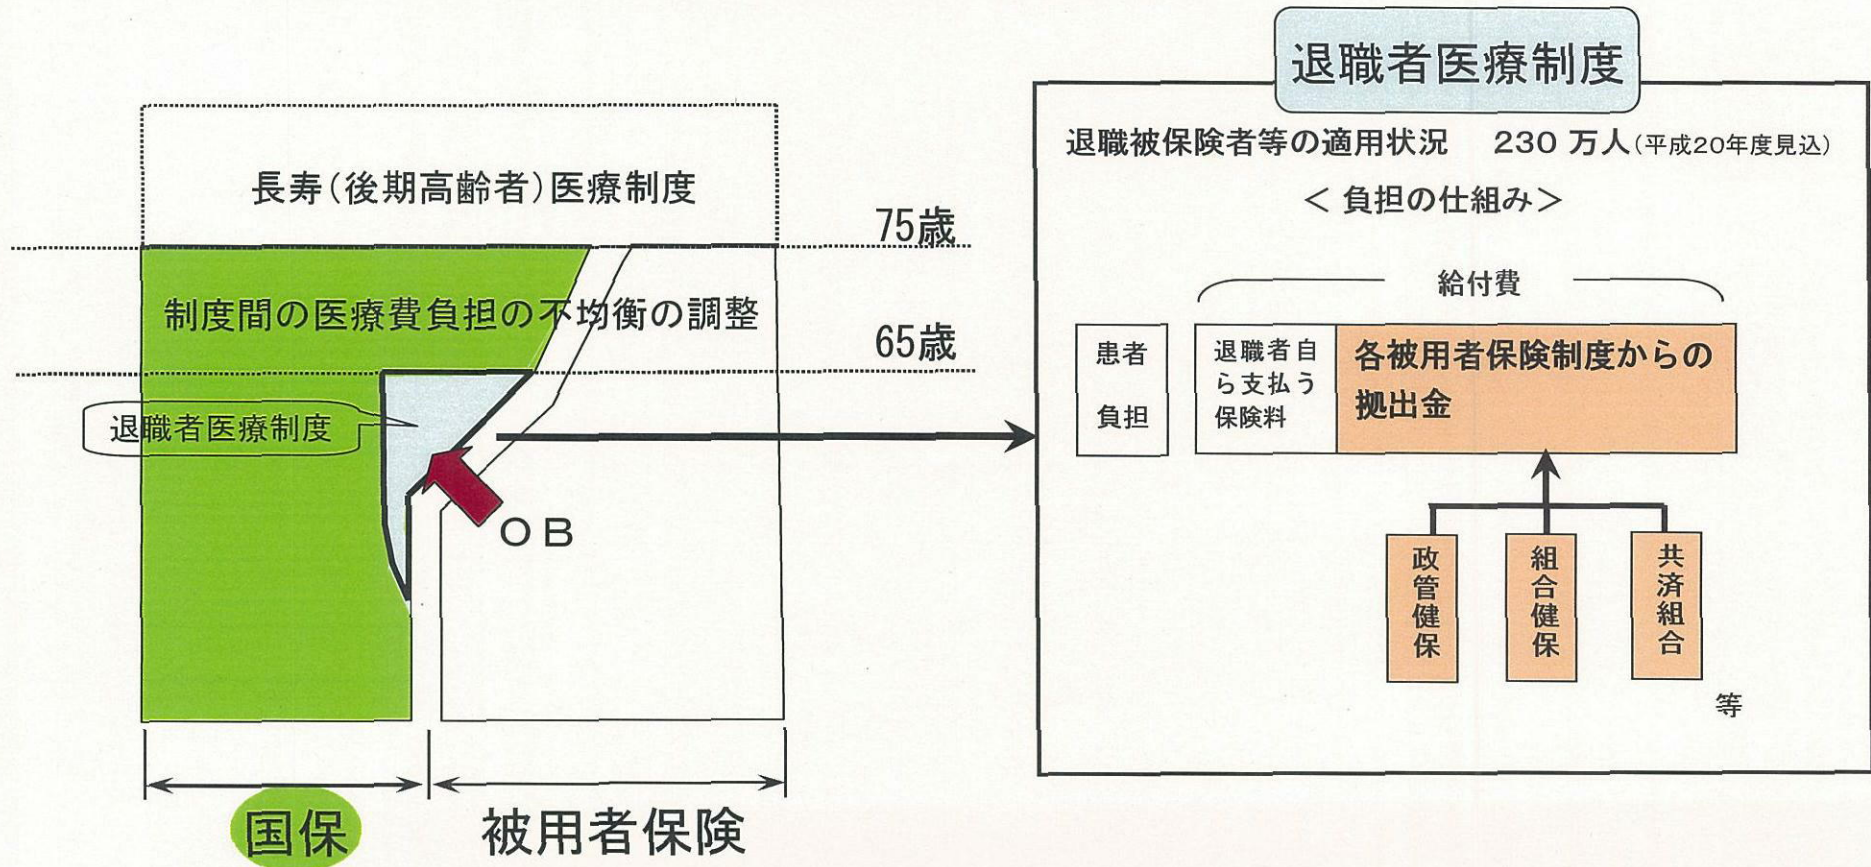 長寿(後期高齢者)医療制度
75歳
制度間の医療費負担の不均衡の調整
65歳
退職者医療制度
OB
国保
被用者保険
退職者医療制度
退職被保険者等の適用状況　230 万人(平成20年度見込)
＜ 負担の仕組み＞
給付費
患者
負担
退職者自
ら支払う
保険料
各被用者保険制度からの
拠出金
政管健保
組合健保
共済組合
等